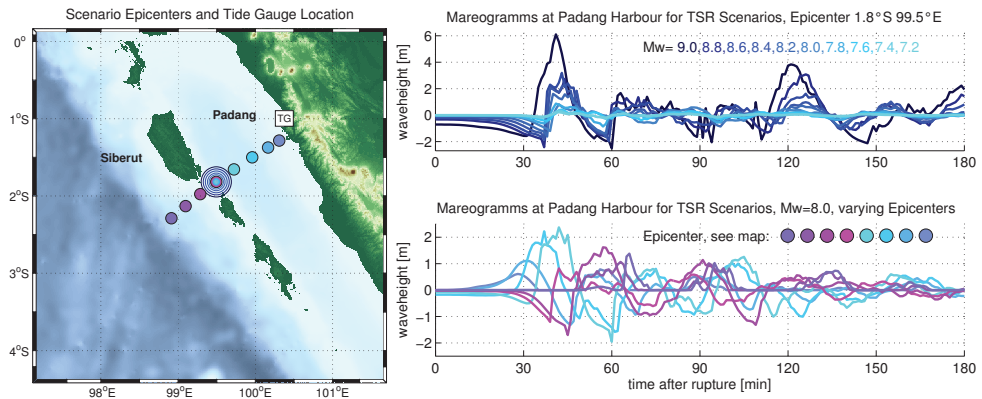 Scenario Epicenters and Tide Gauge Location
0°
1°S
2°S
3°S
4°S
98°E
99°E
100°E
101°E
Padang
TG
Siberut
Mareogramms at Padang Harbour for TSR Scenarios, Epicenter 1.8°S 99.5°E
Mw= 9.0,8.8,8.6,8.4,8.2,8.0,7.8,7.6,7.4,7.2
waveheight [m]
6
4
2
0
−2
0
30
60
90
120
150
180
Mareogramms at Padang Harbour for TSR Scenarios, Mw=8.0, varying Epicenters
Epicenter, see map:
waveheight [m]
2
1
0
−1
−2
0
30
60
90
120
150
180
time after rupture [min]